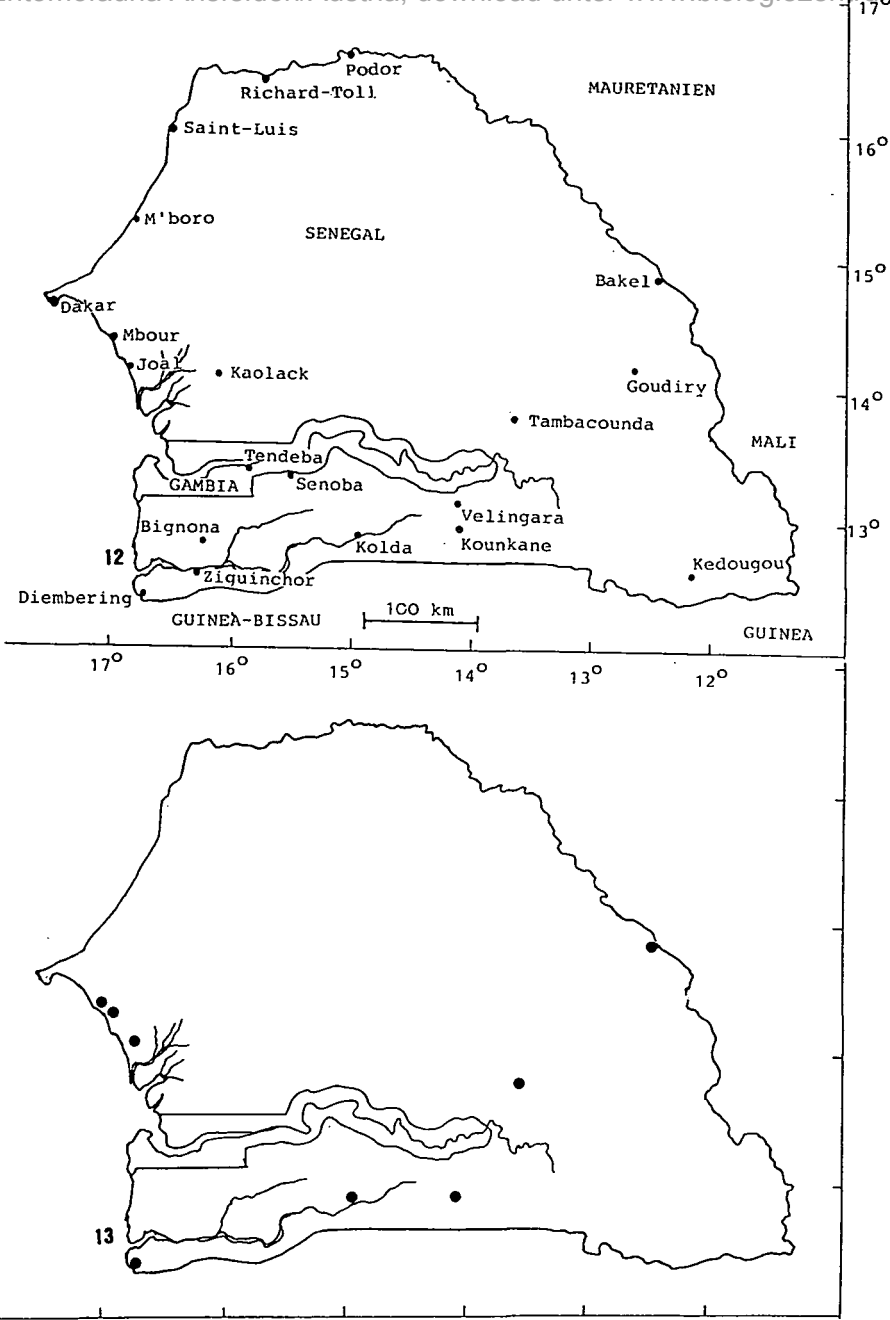 17°
Podor
Richard-Toll
MAURETANIEN
Saint-Luis
16°
M'boro
SENEGAL
Bakel
15°
Dakar
Mbour
Joal
Kaolack
Goudiry
14°
Tambacounda
MALI
Tendeba
GAMBIA
Senoba
Velingara
Bignona
13°
12
Kolda
Kounkane
Kedougou
Ziquinchor
Diembering
100 km
GUINEA-BISSAU
GUINEA
17° 16° 15° 14° 13° 12°
13